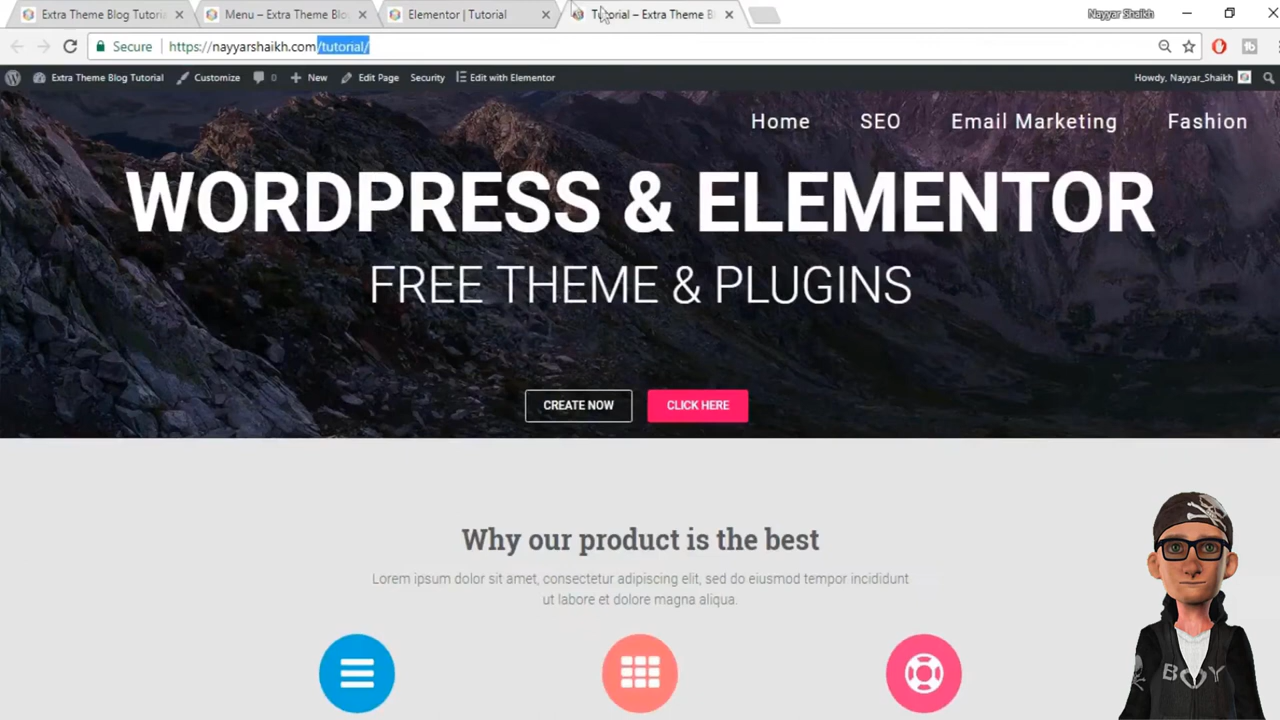 Extra Theme Blog Tutoria
Menu – Extra Theme Blo
Elementor | Tutorial
Tutorial – Extra Theme B
Nayyar Shaikh
Secure
https://nayyarshaikh.com/tutorial/
Extra Theme Blog Tutorial
Customize
0
New
Edit Page
Security
Edit with Elementor
Howdy, Nayyar_Shaikh
Home
SEO
Email Marketing
Fashion
WORDPRESS & ELEMENTOR
FREE THEME & PLUGINS
CREATE NOW
CLICK HERE
Why our product is the best
Lorem ipsum dolor sit amet, consectetur adipiscing elit, sed do eiusmod tempor incididunt
ut labore et dolore magna aliqua.